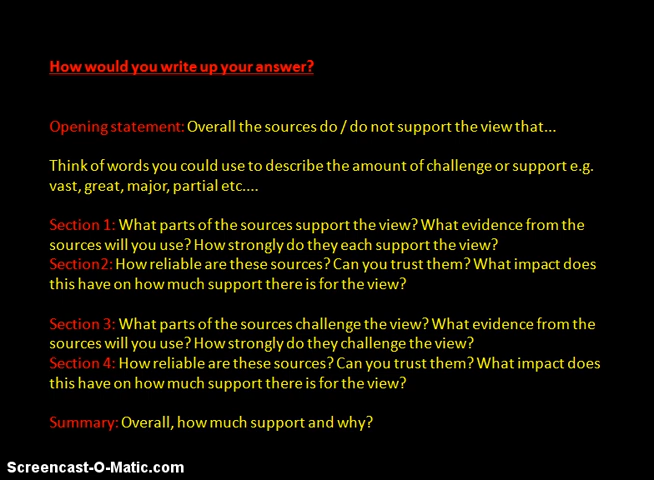 How would you write up your answer?
Opening statement: Overall the sources do / do not support the view that...
Think of words you could use to describe the amount of challenge or support e.g.
vast, great, major, partial etc....
Section 1: What parts of the sources support the view? What evidence from the
sources will you use? How strongly do they each support the view?
Section2: How reliable are these sources? Can you trust them? What impact does
this have on how much support there is for the view?
Section 3: What parts of the sources challenge the view? What evidence from the
sources will you use? How strongly do they challenge the view?
Section 4: How reliable are these sources? Can you trust them? What impact does
this have on how much support there is for the view?
Summary: Overall, how much support and why?
Screencast-O-Matic.com